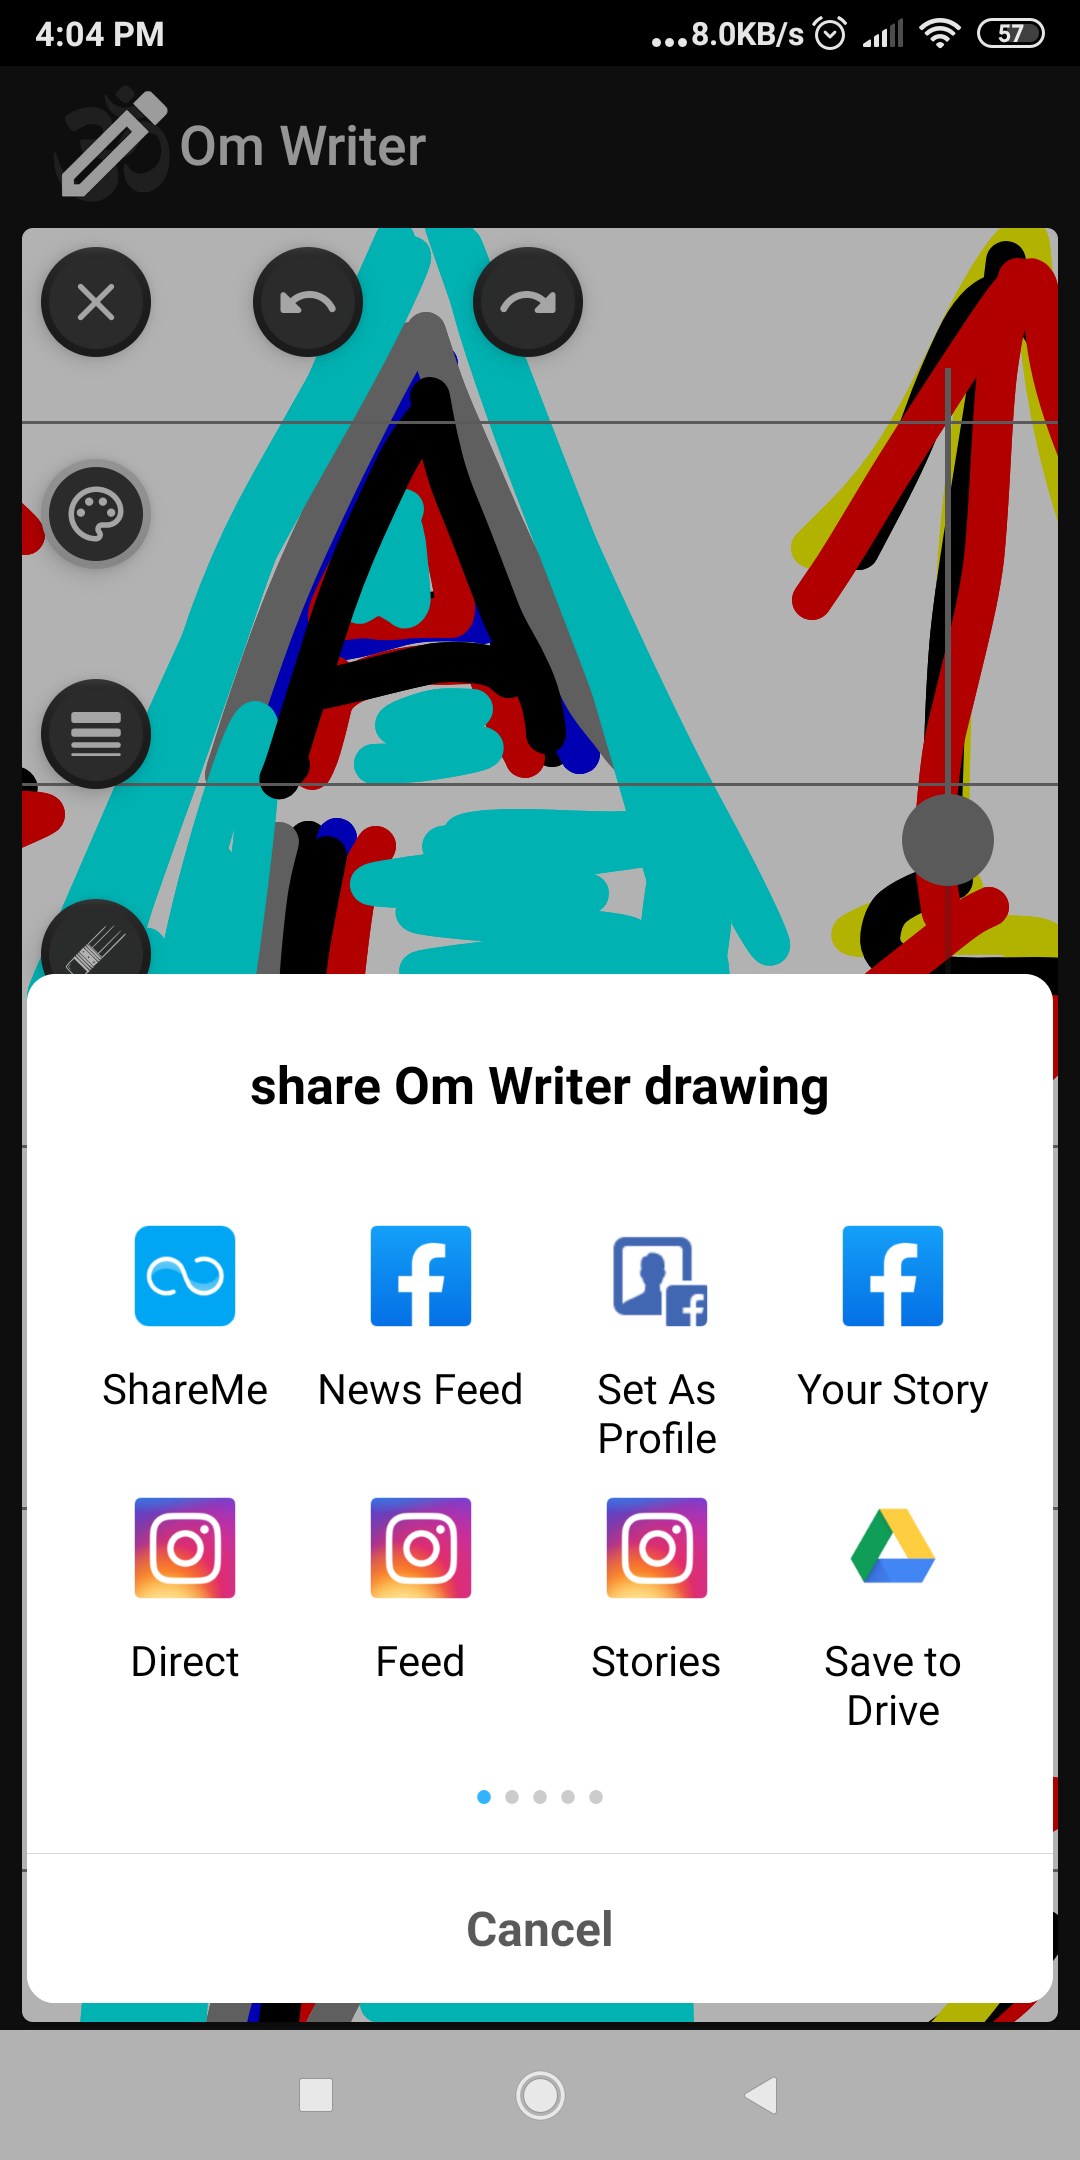 4:04 PM
...8.0KB/s
57
ॐ Om Writer
A
share Om Writer drawing
ShareMe
News Feed
Set As
Profile
Your Story
Direct
Feed
Stories
Save to
Drive
Cancel